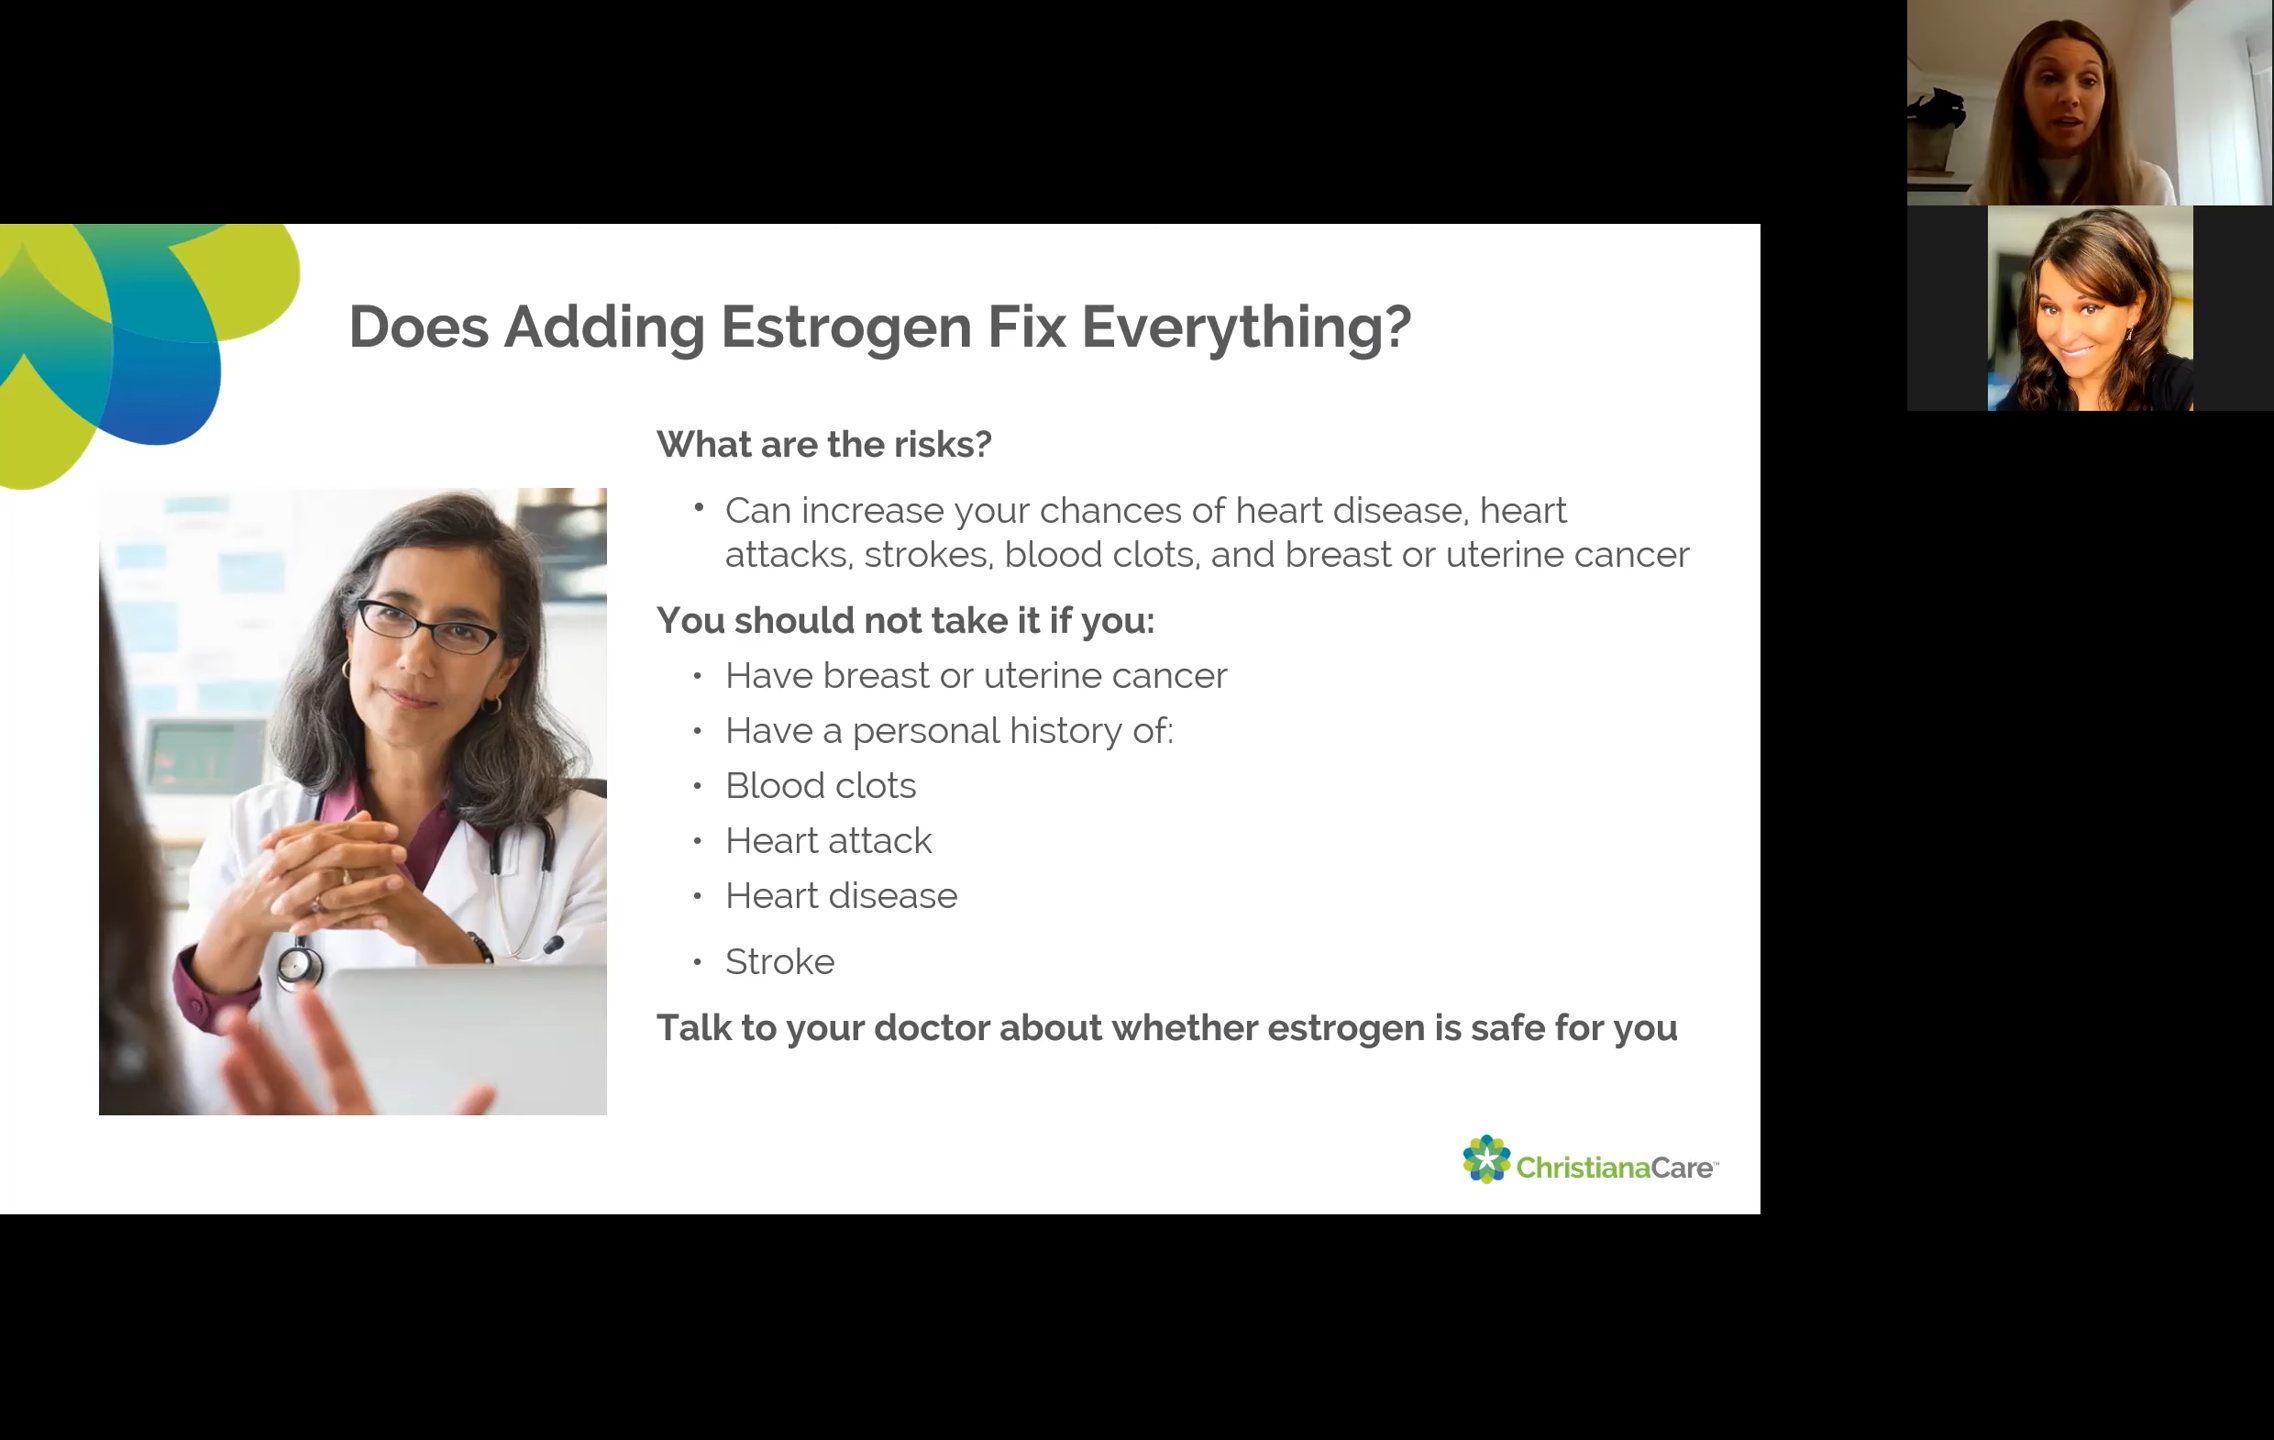 Does Adding Estrogen Fix Everything?
What are the risks?
• Can increase your chances of heart disease, heart
attacks, strokes, blood clots, and breast or uterine cancer
You should not take it if you:
• Have breast or uterine cancer
• Have a personal history of:
• Blood clots
• Heart attack
• Heart disease
• Stroke
Talk to your doctor about whether estrogen is safe for you
ChristianaCare™